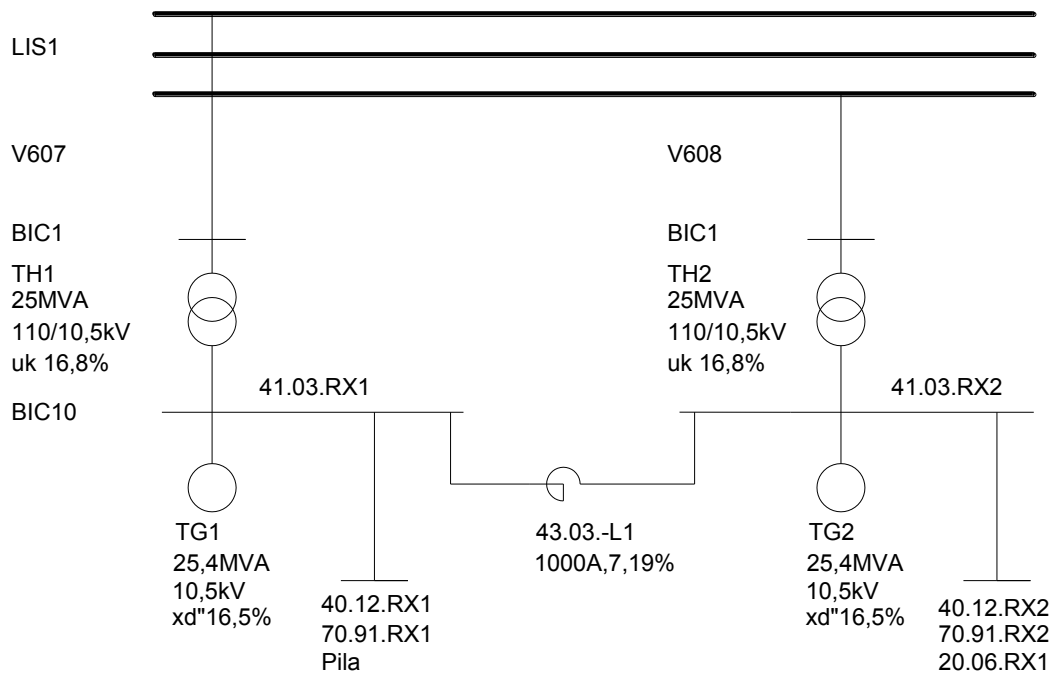 LIS1
V607
V608
BIC1
BIC1
TH1
25MVA
110/10,5kV
uk 16,8%
TH2
25MVA
110/10,5kV
uk 16,8%
41.03.RX1
41.03.RX2
BIC10
TG1
25,4MVA
10,5kV
xd"16,5%
43.03.-L1
1000A,7,19%
TG2
25,4MVA
10,5kV
xd"16,5%
40.12.RX1
70.91.RX1
Pila
40.12.RX2
70.91.RX2
20.06.RX1